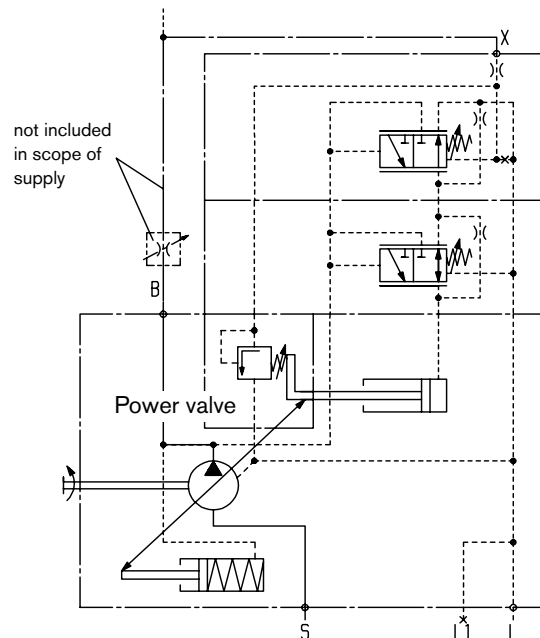 X
not included
in scope of
supply
B
Power valve
S
L1
L